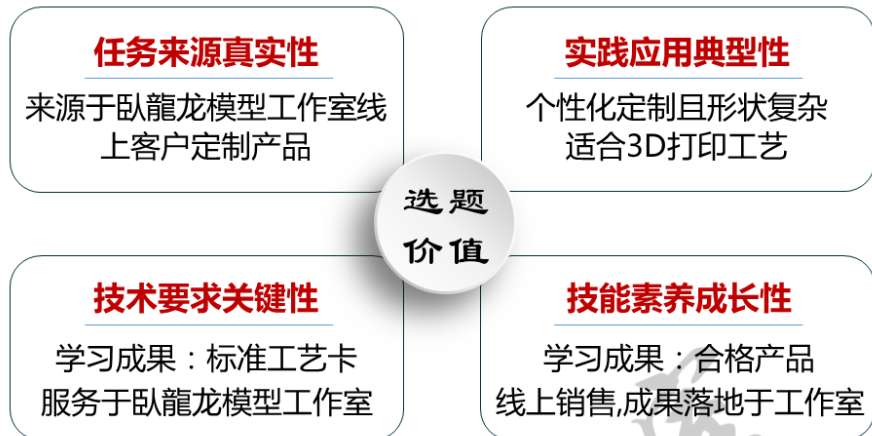 任务来源真实性
来源于臥龍龙模型工作室线
上客户定制产品
实践应用典型性
个性化定制且形状复杂
适合3D打印工艺
选题
价值
技术要求关键性
学习成果：标准工艺卡
服务于臥龍龙模型工作室
技能素养成长性
学习成果：合格产品
线上销售,成果落地于工作室